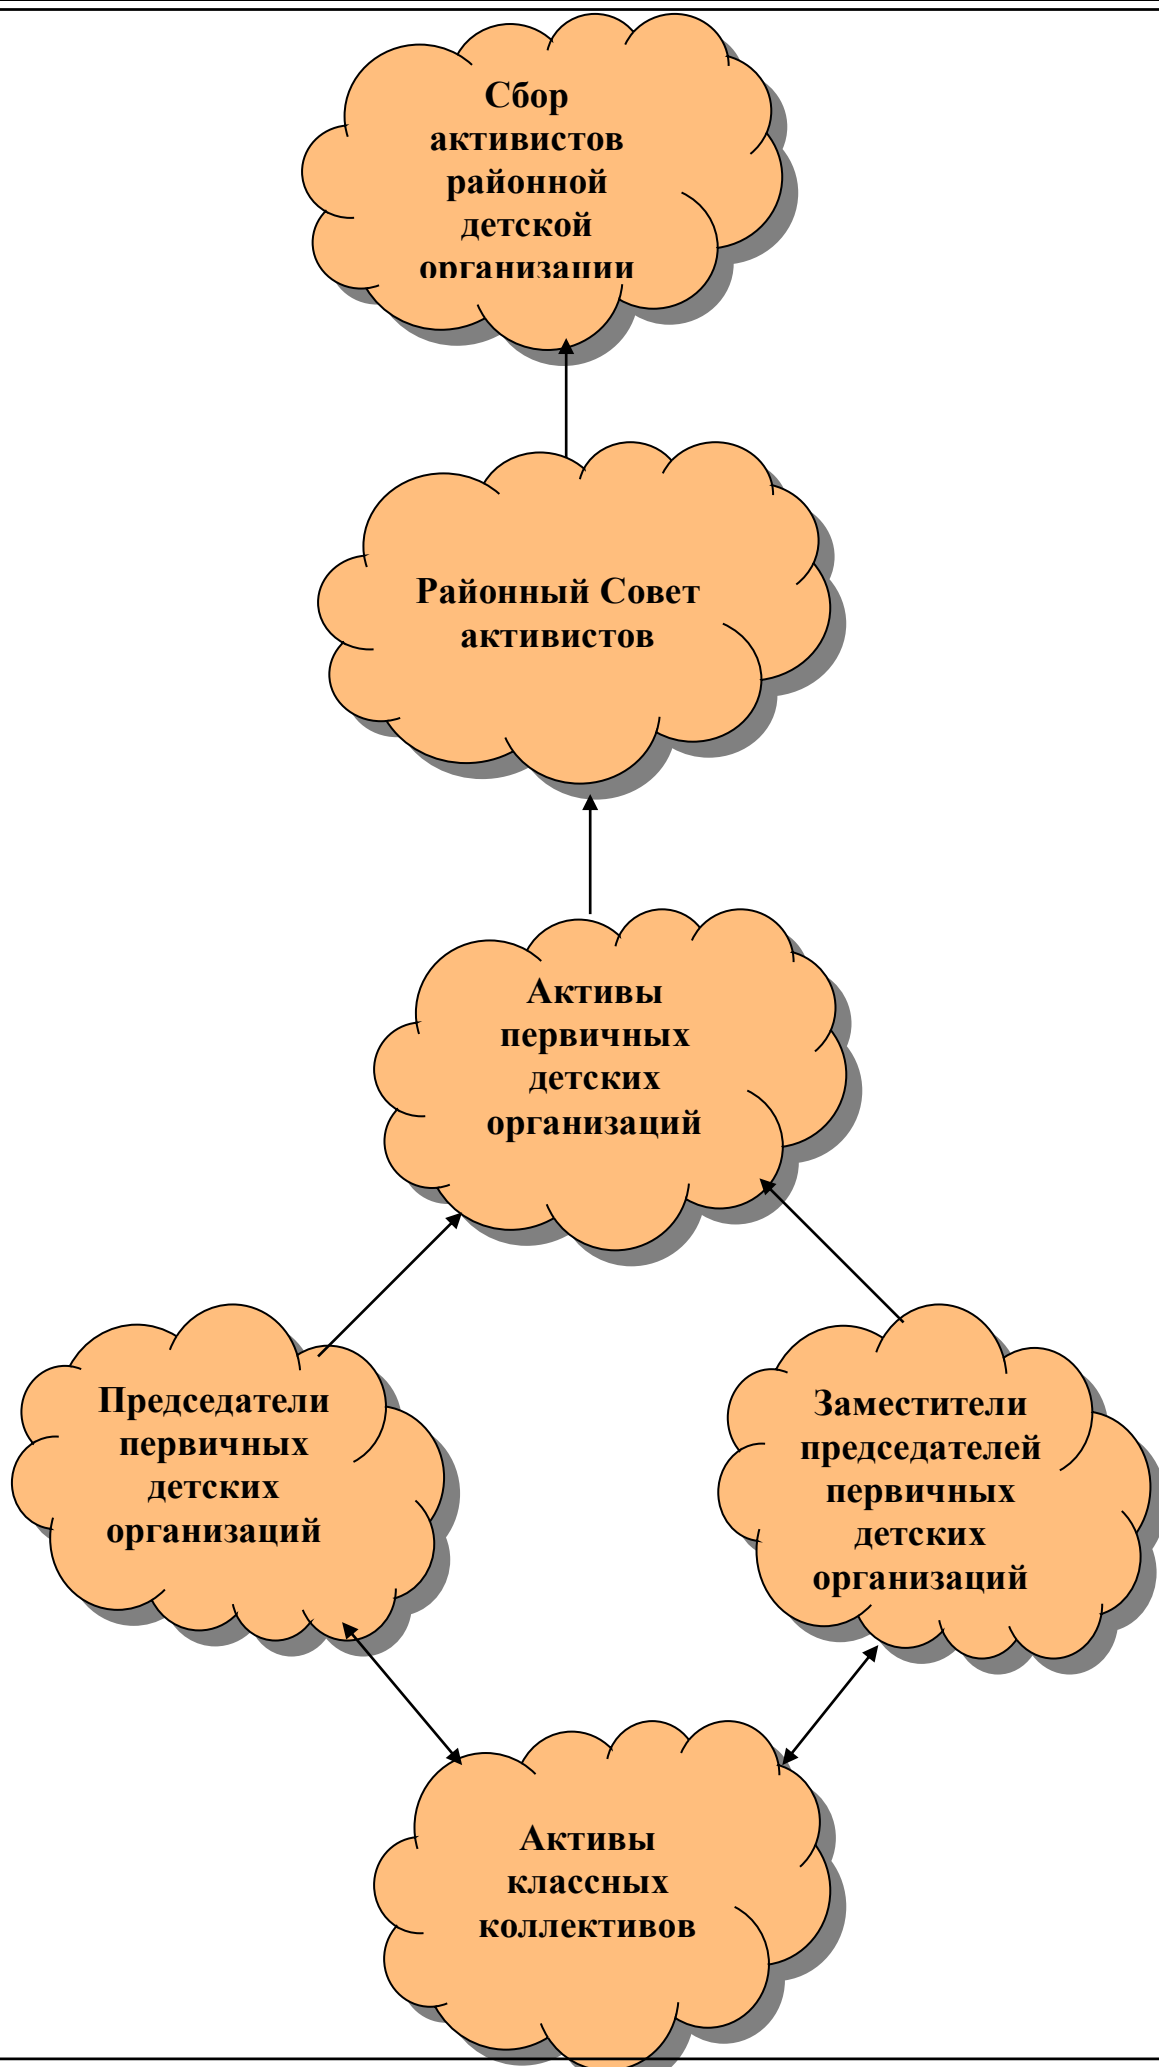 Сбор
активистов
районной
детской
организации
Районный Совет
активистов
Активы
первичных
детских
организаций
Председатели
первичных
детских
организаций
Заместители
председателей
первичных
детских
организаций
Активы
классных
коллективов